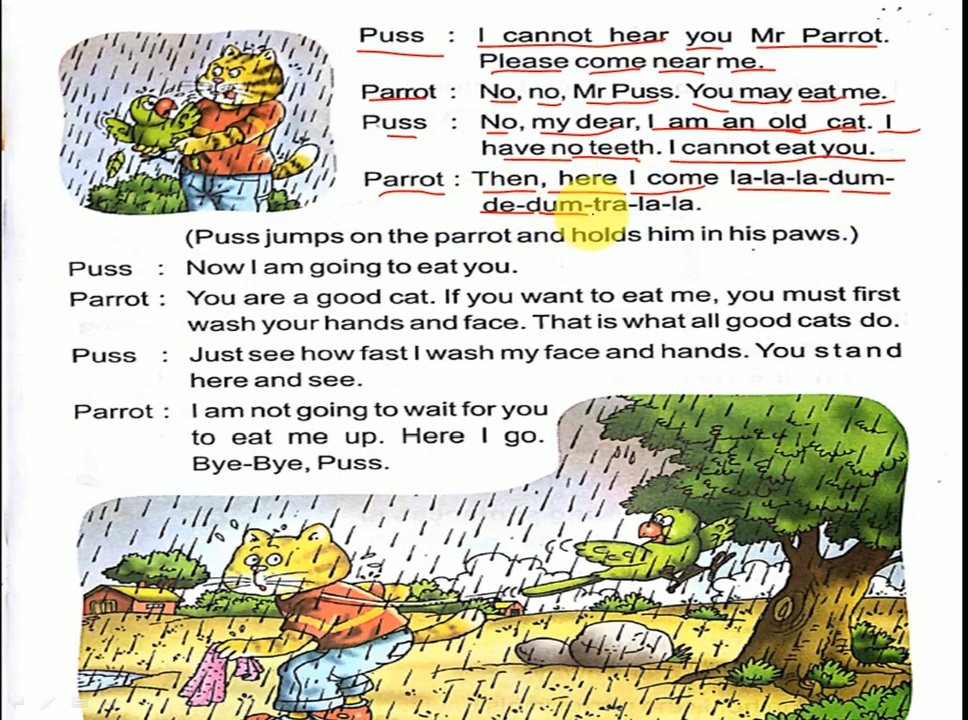 Puss : I cannot hear you Mr Parrot.
Please come near me.
Parrot : No, no, Mr Puss. You may eat me.
Puss : No, my dear, I am an old cat. I
have no teeth. I cannot eat you.
Parrot : Then, here I come la-la-la-dum-
de-dum-tra-la-la.
(Puss jumps on the parrot and holds him in his paws.)
Puss : Now I am going to eat you.
Parrot : You are a good cat. If you want to eat me, you must first
wash your hands and face. That is what all good cats do.
Puss : Just see how fast I wash my face and hands. You stand
here and see.
Parrot : I am not going to wait for you
to eat me up. Here I go.
Bye-Bye, Puss.